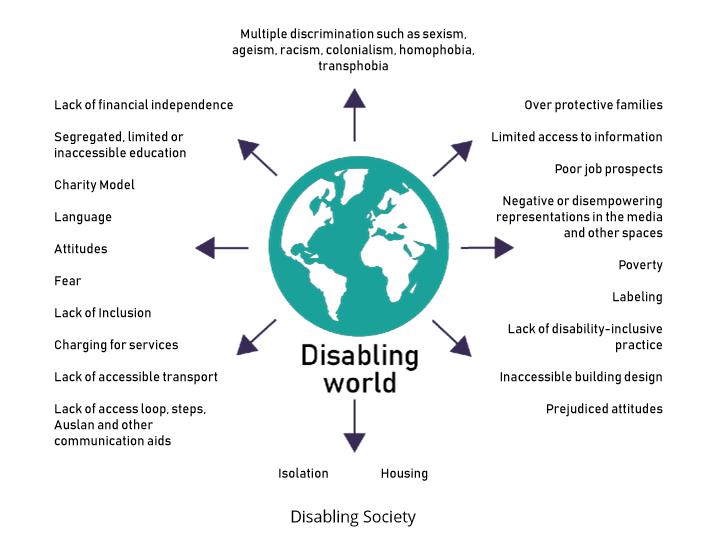 Multiple discrimination such as sexism,
ageism, racism, colonialism, homophobia,
transphobia
Lack of financial independence
Segregated, limited or
inaccessible education
Charity Model
Language
Attitudes
Fear
Lack of Inclusion
Charging for services
Lack of accessible transport
Lack of access loop, steps,
Auslan and other
communication aids
Over protective families
Limited access to information
Poor job prospects
Negative or disempowering
representations in the media
and other spaces
Poverty
Labeling
Lack of disability-inclusive
practice
Inaccessible building design
Prejudiced attitudes
Disabling
world
Isolation
Housing
Disabling Society